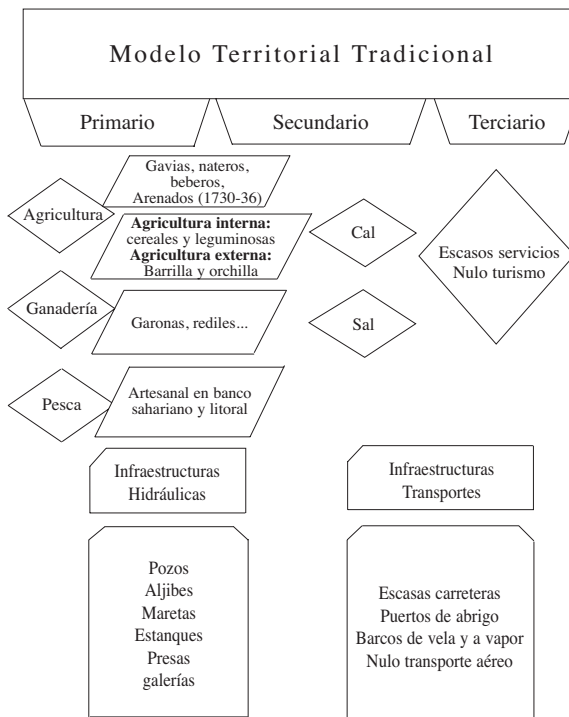 Modelo Territorial Tradicional
Primario
Secundario
Terciario
Agricultura
Gavias, nateros,
beberos,
Arenados (1730-36)
Agricultura interna:
cereales y leguminosas
Agricultura externa:
Barrilla y orchilla
Cal
Escasos servicios
Nulo turismo
Ganadería
Garonas, rediles...
Sal
Pesca
Artesanal en banco
sahariano y litoral
Infraestructuras
Hidráulicas
Infraestructuras
Transportes
Pozos
Aljibes
Maretas
Estanques
Presas
galerías
Escasas carreteras
Puertos de abrigo
Barcos de vela y a vapor
Nulo transporte aéreo